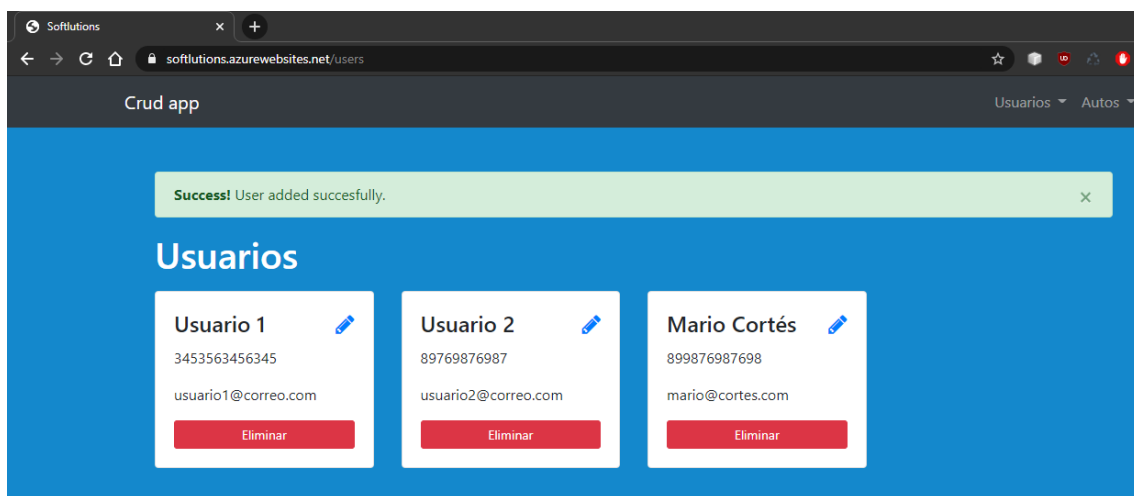 Softlutions
softlutions.azurewebsites.net/users
Crud app
Usuarios
Autos
Success! User added succesfully.
Usuarios
Usuario 1
3453563456345
usuario1@correo.com
Eliminar
Usuario 2
89769876987
usuario2@correo.com
Eliminar
Mario Cortés
899876987698
mario@cortes.com
Eliminar